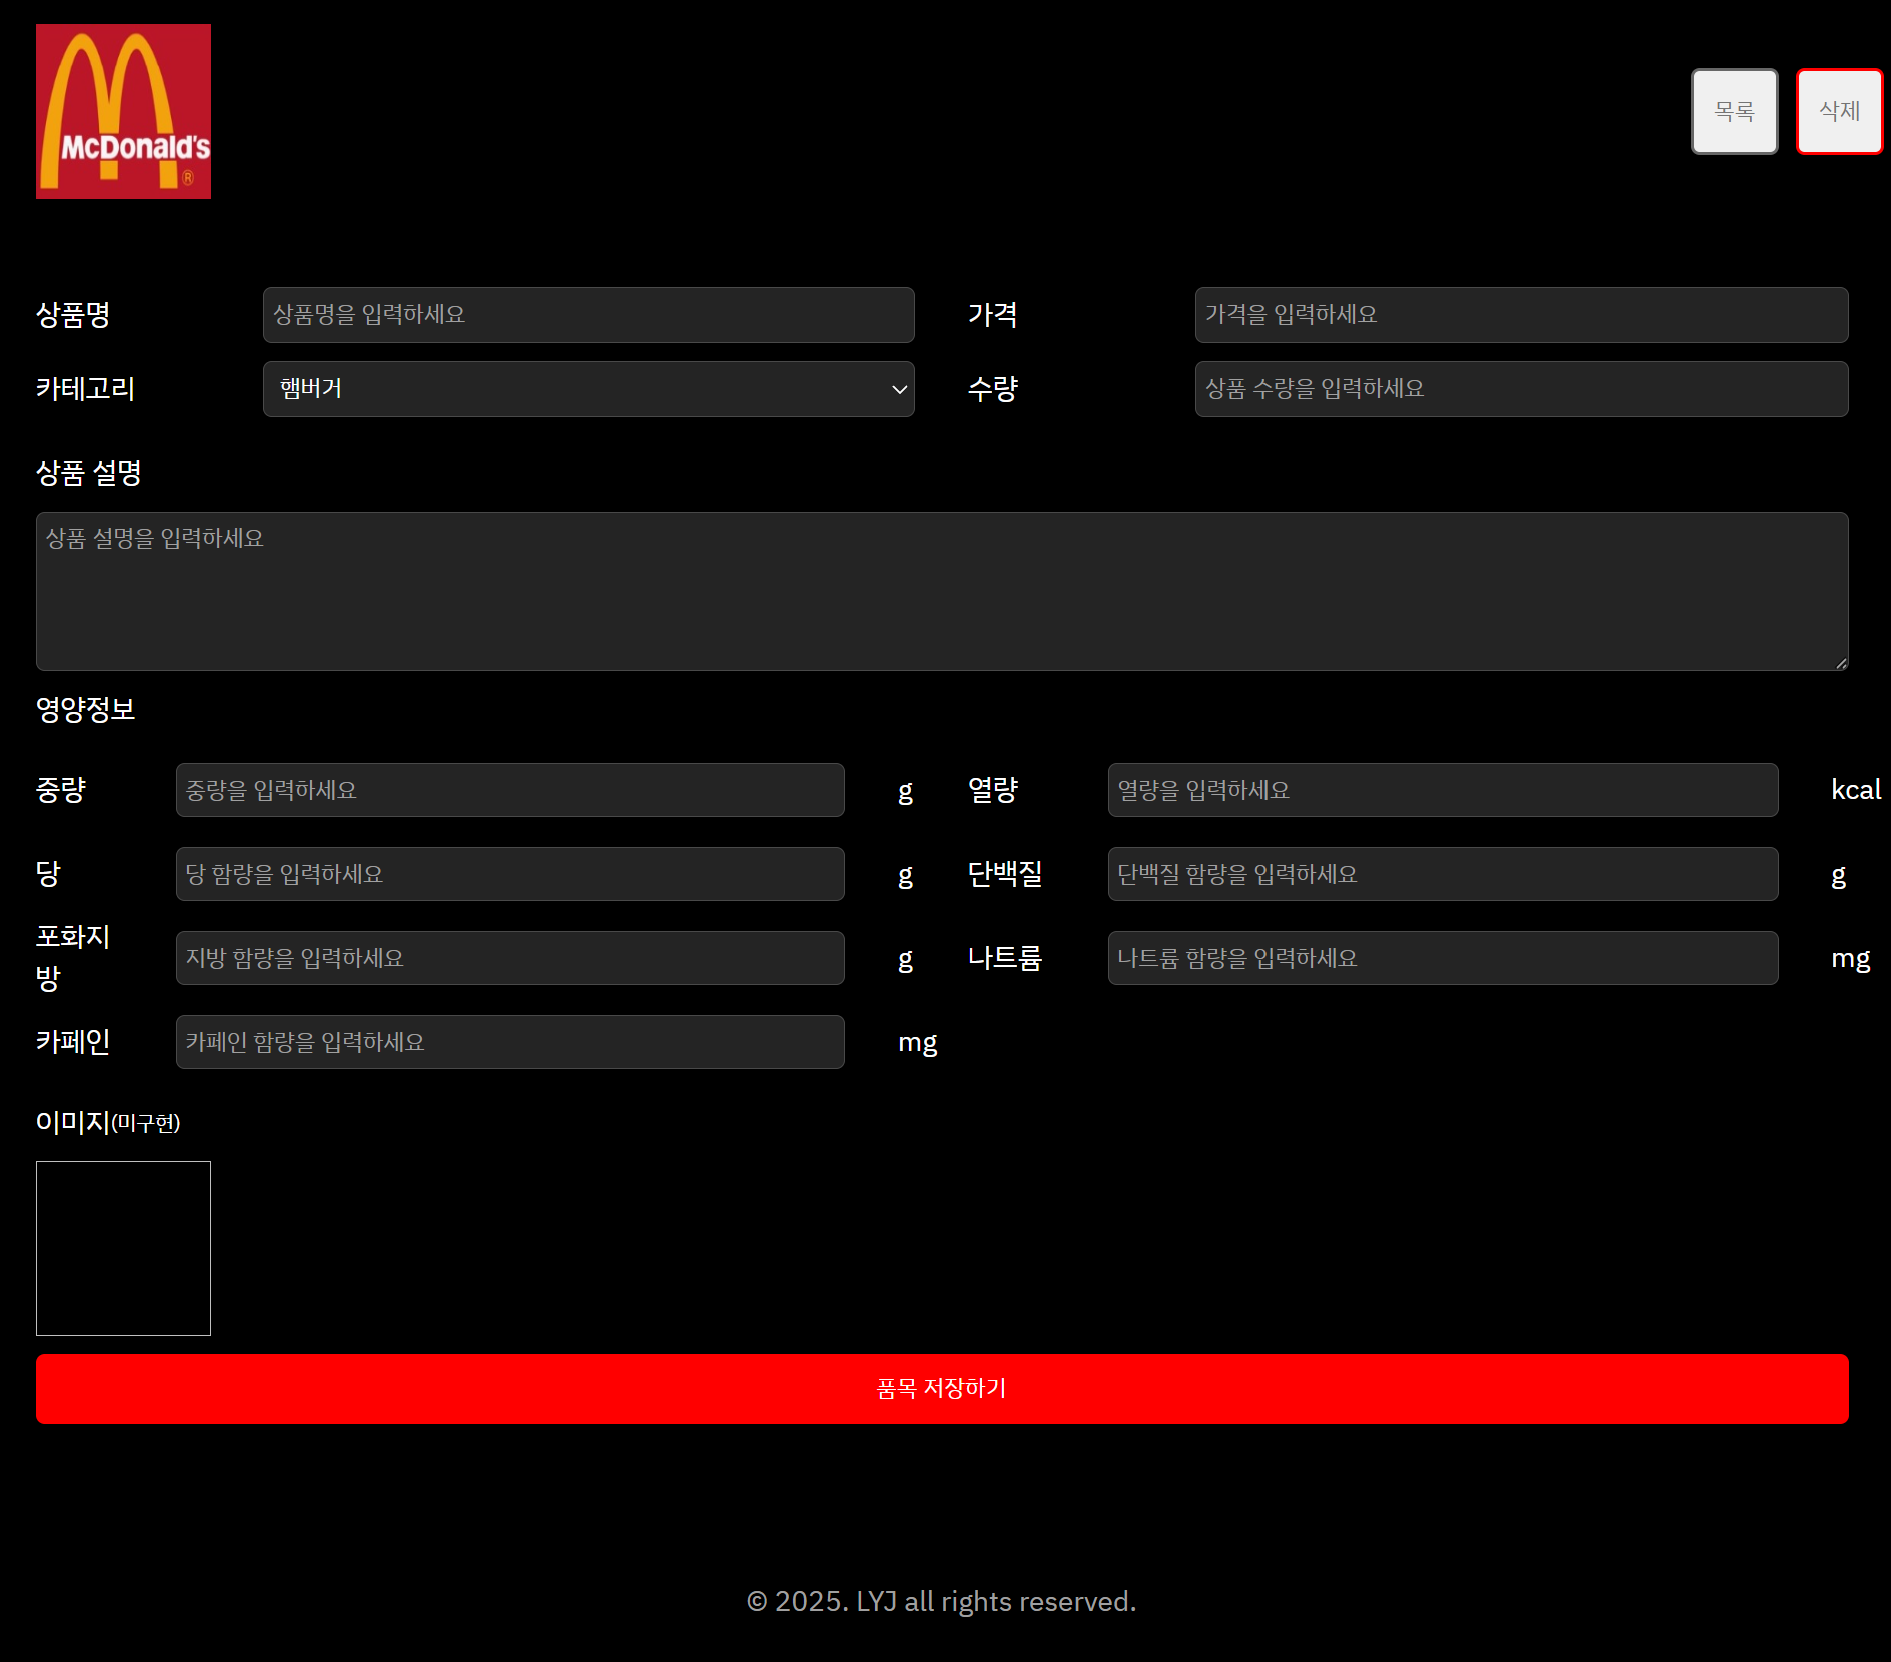 McDonald's
®
목록
삭제
상품명
상품명을 입력하세요
가격
가격을 입력하세요
카테고리
햄버거
수량
상품 수량을 입력하세요
상품 설명
상품 설명을 입력하세요
영양정보
중량
중량을 입력하세요
g
열량
열량을 입력하세요
kcal
당
당 함량을 입력하세요
g
단백질
단백질 함량을 입력하세요
g
포화지
방
지방 함량을 입력하세요
g
나트륨
나트륨 함량을 입력하세요
mg
카페인
카페인 함량을 입력하세요
mg
이미지(미구현)
품목 저장하기
© 2025. LYJ all rights reserved.